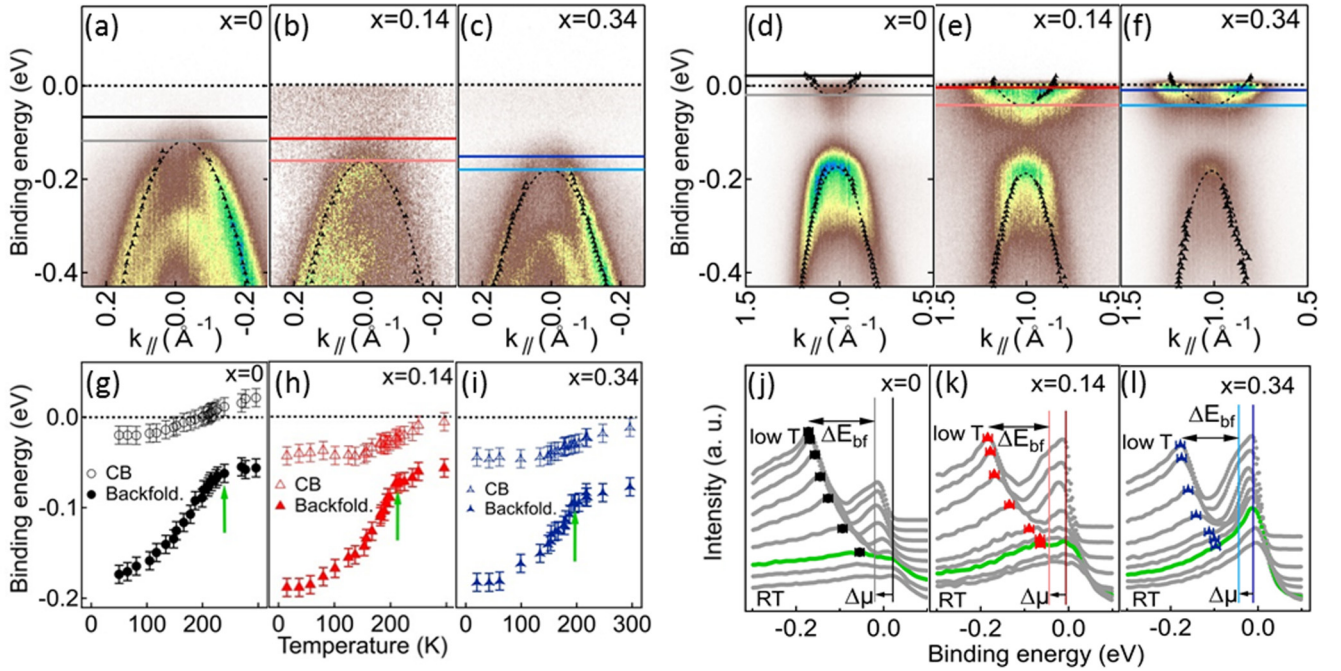 (a) x=0 (b) x=0.14 (c) x=0.34
Binding energy (eV)
0.0
-0.2
-0.4
0.2 0.0 -0.2 0.2 0.0 -0.2 0.2 0.0 -0.2
k//(Å⁻¹) k//(Å⁻¹) k//(Å⁻¹)
(d) x=0 (e) x=0.14 (f) x=0.34
Binding energy (eV)
0.0
-0.2
-0.4
1.5 1.0 0.5 1.5 1.0 0.5 1.5 1.0 0.5
k//(Å⁻¹) k//(Å⁻¹) k//(Å⁻¹)
(g) x=0 (h) x=0.14 (i) x=0.34
Binding energy (eV)
0.0
-0.1
-0.2
CB CB CB
Backfold. Backfold. Backfold.
0 100 200 0 100 200 0 100 200 300
Temperature (K)
(j) x=0 (k) x=0.14 (l) x=0.34
Intensity (a. u.)
low T ΔEbf low T ΔEbf low T ΔEbf
RT Δμ RT Δμ RT Δμ
-0.2 0.0 -0.2 0.0 -0.2 0.0
Binding energy (eV)